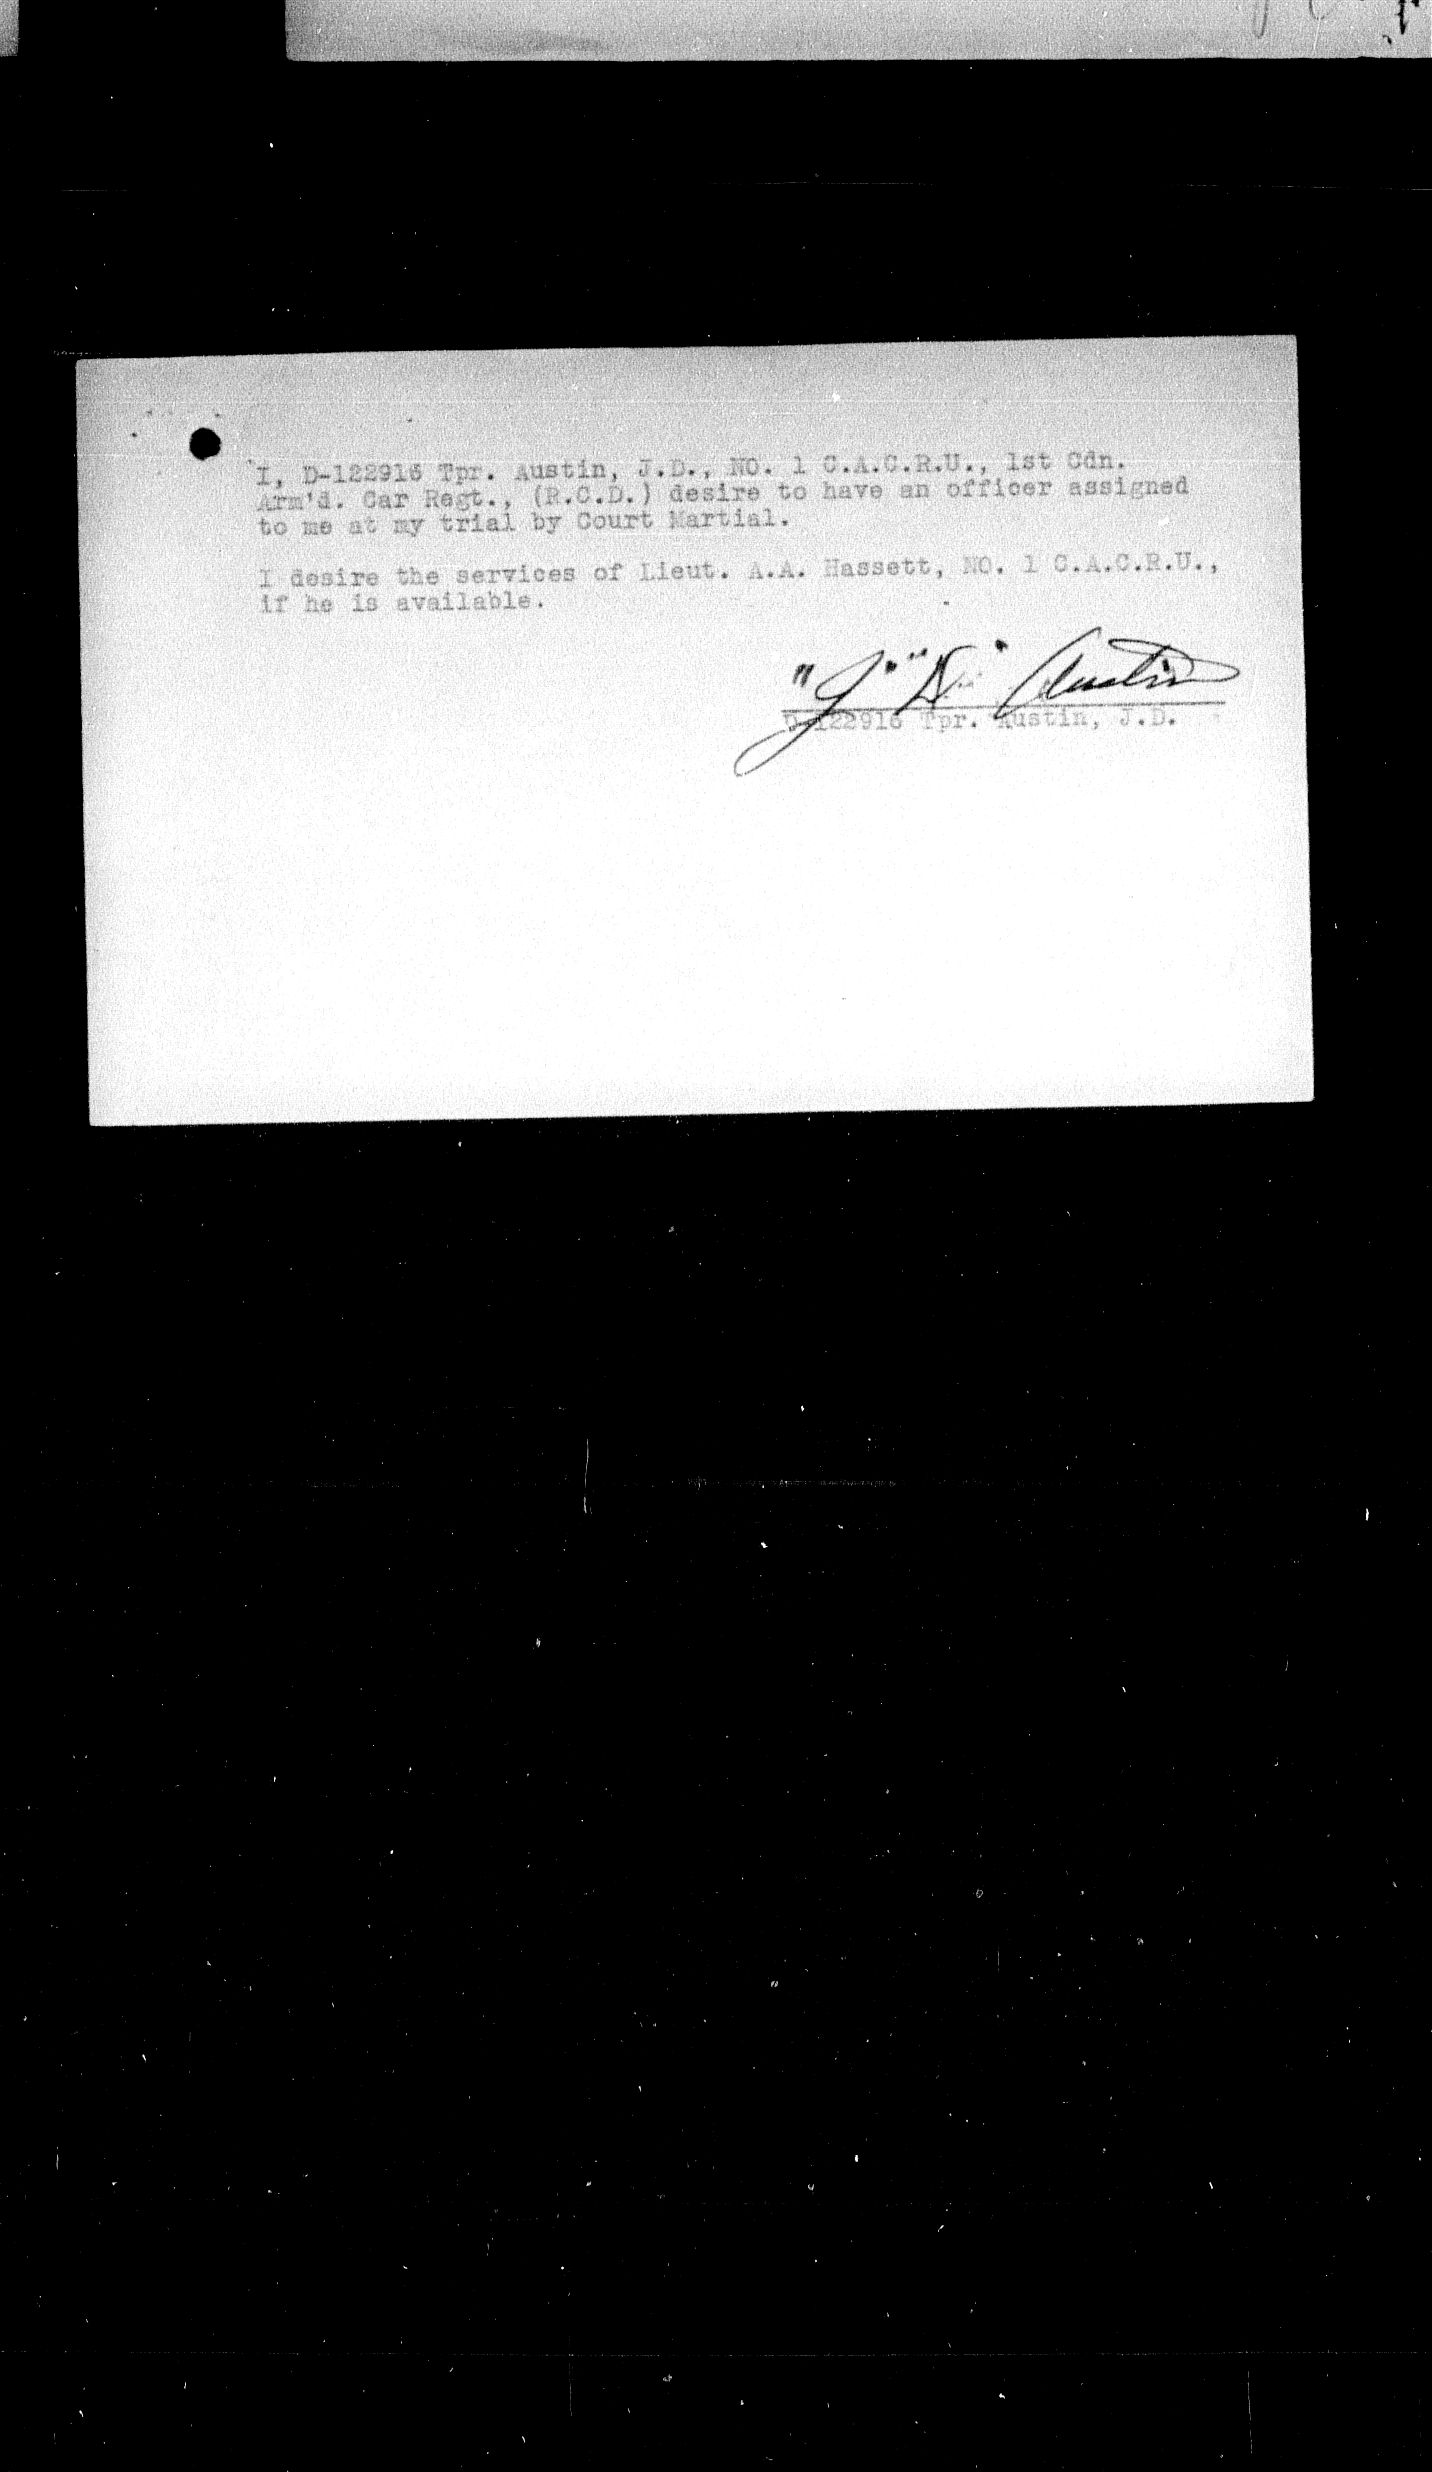 I, D-122916 Tpr. Austin, J.D., NO. 1 C.A.C.R.U., 1st Cdn.
Arm'd. Car Regt., (R.C.D.) desire to have an officer assigned
to me at my trial by Court Martial.
I desire the services of Lieut. A.A. Hassett, NO. 1 C.A.C.R.U.,
if he is available.
"J" "D" Austin
D-122916 Tpr. Austin, J.D.